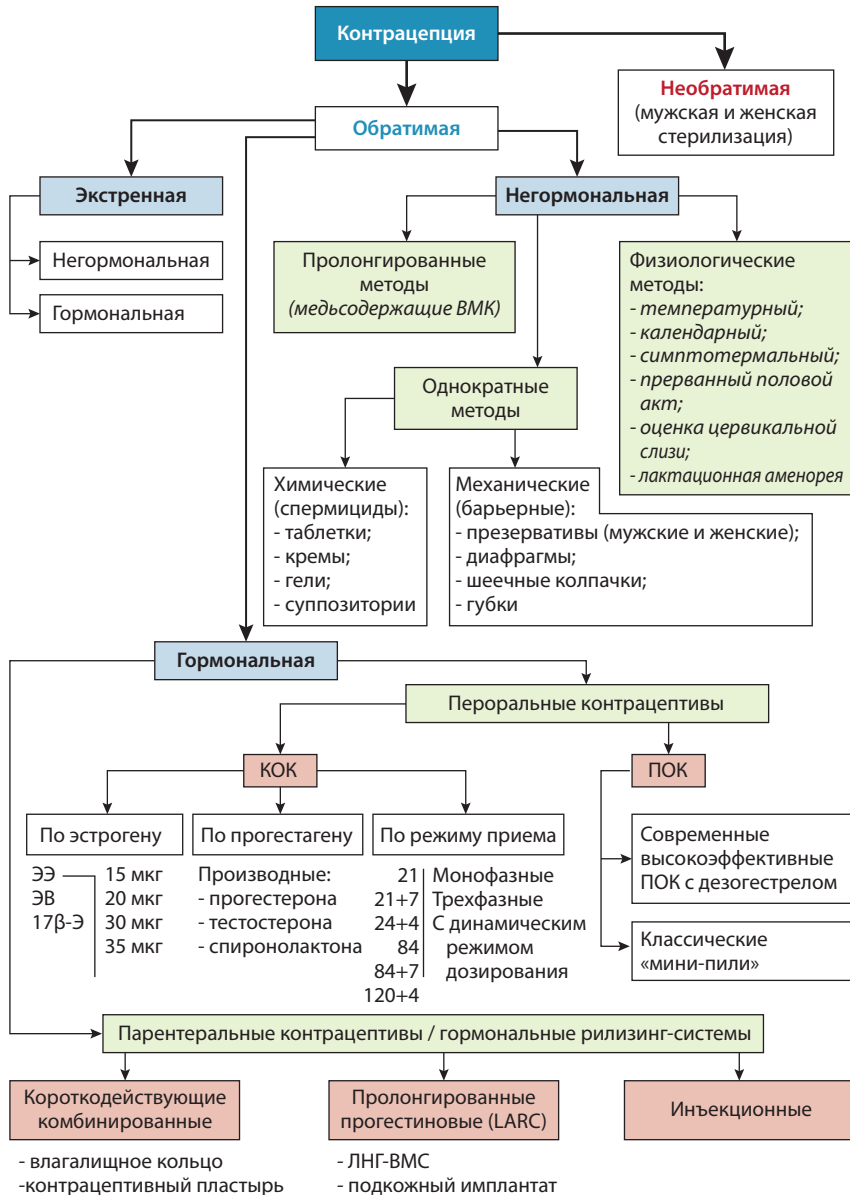 Контрацепция
Необратимая
(мужская и женская
стерилизация)
Обратимая
Экстренная
Негормональная
Гормональная
Негормональная
Пролонгированные
методы
(медьсодержащие ВМК)
Физиологические
методы:
- температурный;
- календарный;
- симптотермальный;
- прерванный половой
акт;
- оценка цервикальной
слизи;
- лактационная аменорея
Однократные
методы
Химические
(спермициды):
- таблетки;
- кремы;
- гели;
- суппозитории
Механические
(барьерные):
- презервативы (мужские и женские);
- диафрагмы;
- шеечные колпачки;
- губки
Гормональная
Пероральные контрацептивы
КОК
ПОК
По эстрогену
ЭЭ
ЭВ
17β-Э
15 мкг
20 мкг
30 мкг
35 мкг
По прогестагену
Производные:
- прогестерона
- тестостерона
- спиронолактона
По режиму приема
21
21+7
24+4
84
84+7
120+4
Монофазные
Трехфазные
С динамическим
режимом
дозирования
Современные
высокоэффективные
ПОК с дезогестрелом
Классические
«мини-пили»
Парентеральные контрацептивы / гормональные рилизинг-системы
Короткодействующие
комбинированные
- влагалищное кольцо
-контрацептивный пластырь
Пролонгированные
прогестиновые (LARC)
- ЛНГ-ВМС
- подкожный имплантат
Инъекционные